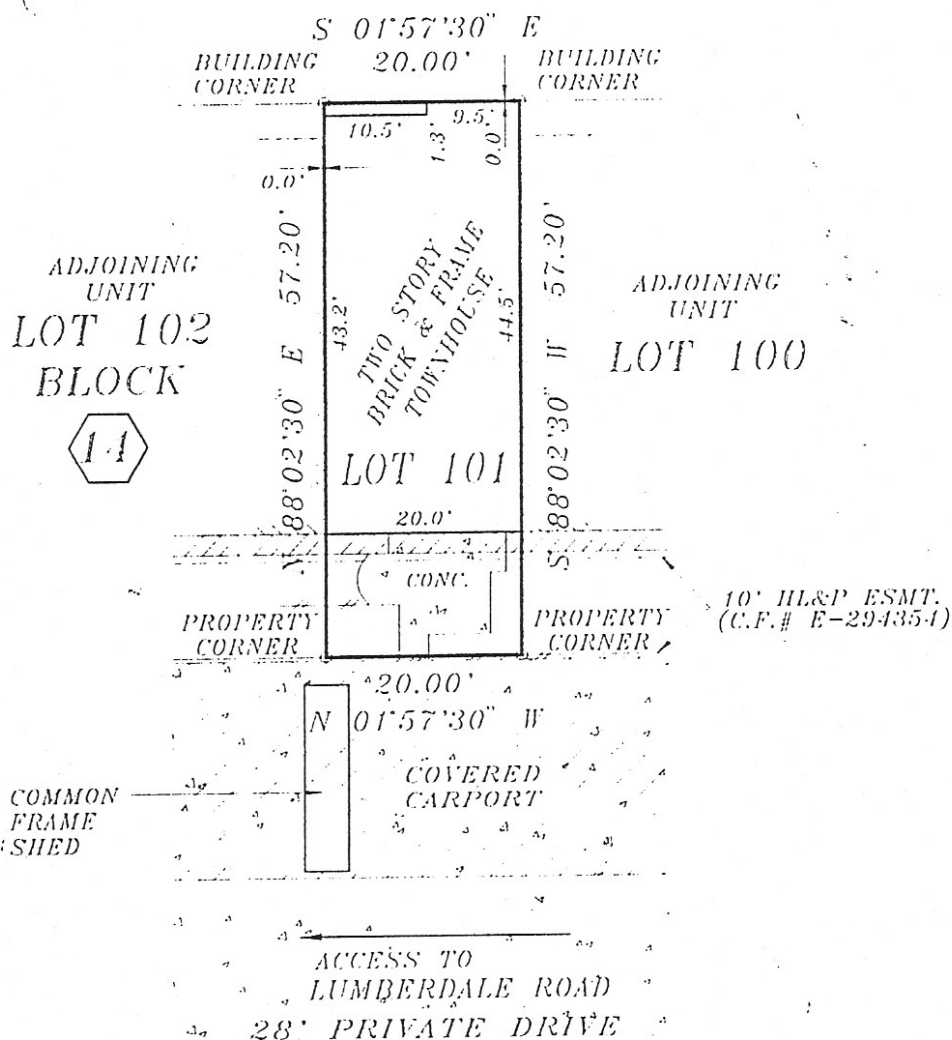 S 01°57'30" E
20.00'
BUILDING
CORNER
BUILDING
CORNER
10.5'
9.5'
1.3'
0.0'
0.0'
N 88°02'30" E 57.20'
S 88°02'30" W 57.20'
43.2'
44.5'
TWO STORY
BRICK & FRAME
TOWNHOUSE
ADJOINING
UNIT
LOT 102
BLOCK
14
ADJOINING
UNIT
LOT 100
LOT 101
20.0'
CONC.
10' HL&P ESMT.
(C.F.# E-294354)
PROPERTY
CORNER
PROPERTY
CORNER
20.00'
N 01°57'30" W
COVERED
CARPORT
COMMON
FRAME
SHED
ACCESS TO
LUMBERDALE ROAD
28' PRIVATE DRIVE